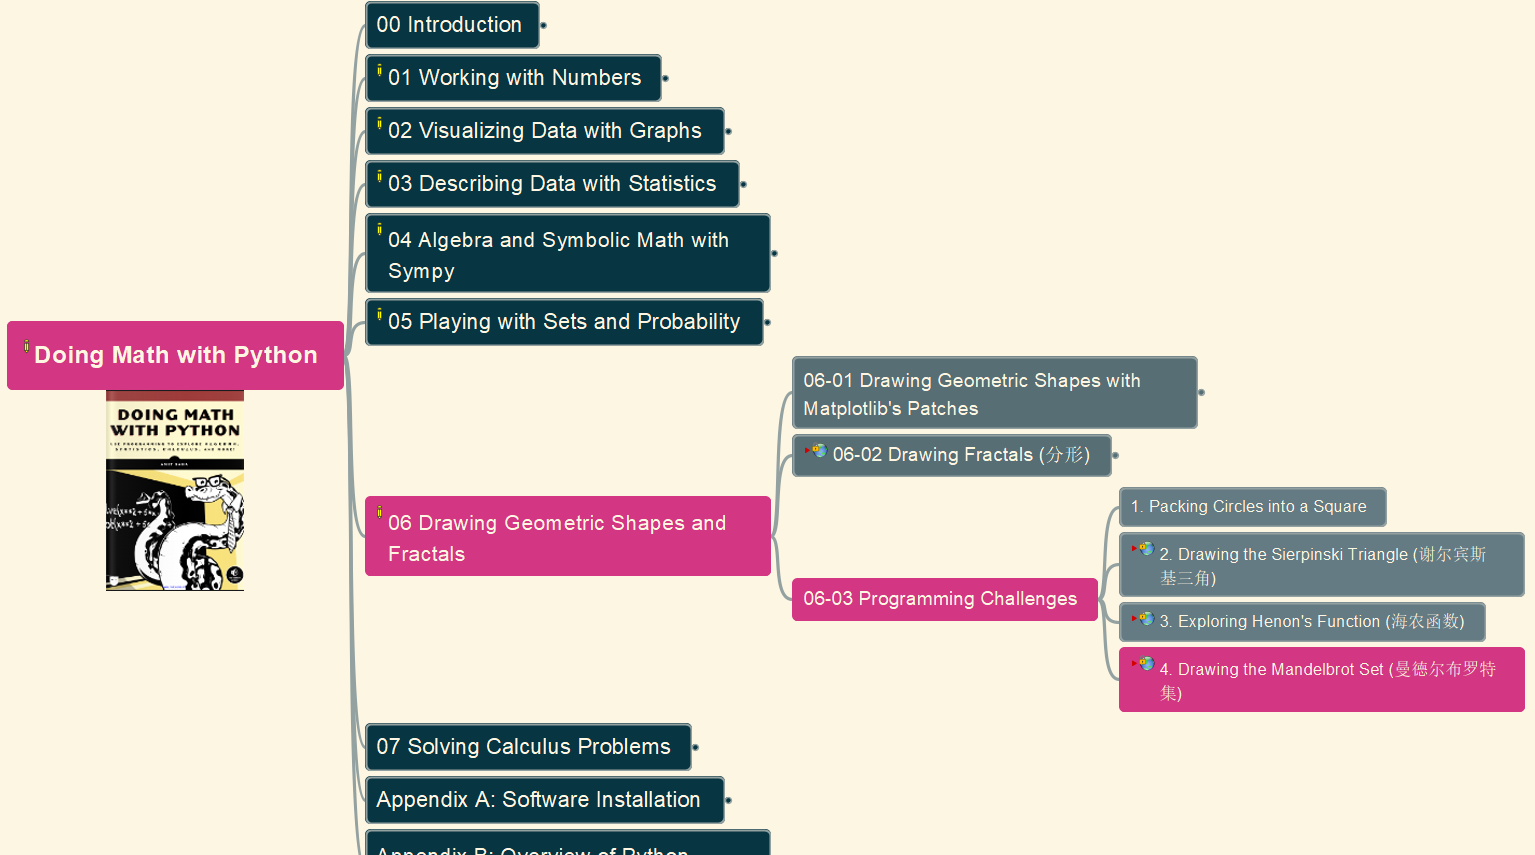 00 Introduction
01 Working with Numbers
02 Visualizing Data with Graphs
03 Describing Data with Statistics
04 Algebra and Symbolic Math with
Sympy
05 Playing with Sets and Probability
Doing Math with Python
DOING MATH
WITH PYTHON
06 Drawing Geometric Shapes and
Fractals
06-01 Drawing Geometric Shapes with
Matplotlib's Patches
06-02 Drawing Fractals (分形)
06-03 Programming Challenges
1. Packing Circles into a Square
2. Drawing the Sierpinski Triangle (谢尔宾斯
基三角)
3. Exploring Henon's Function (海农函数)
4. Drawing the Mandelbrot Set (曼德尔布罗特
集)
07 Solving Calculus Problems
Appendix A: Software Installation
Appendix B: Overview of Python